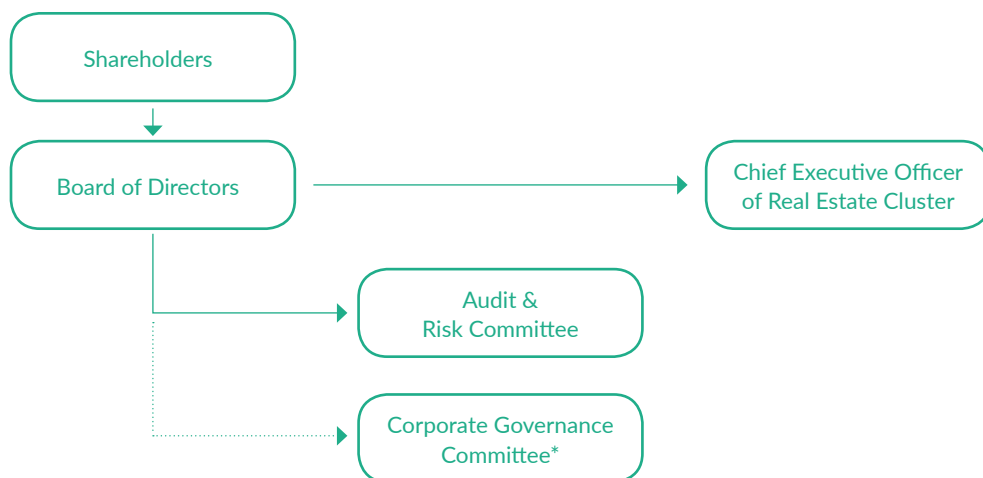 Shareholders
Board of Directors
Chief Executive Officer
of Real Estate Cluster
Audit &
Risk Committee
Corporate Governance
Committee*